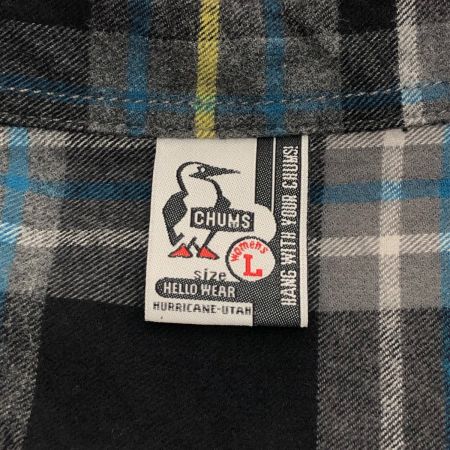 CHUMS
women's
L
size
HELLO WEAR
HURRICANE-UTAH
HANG WITH YOUR CHUMS!